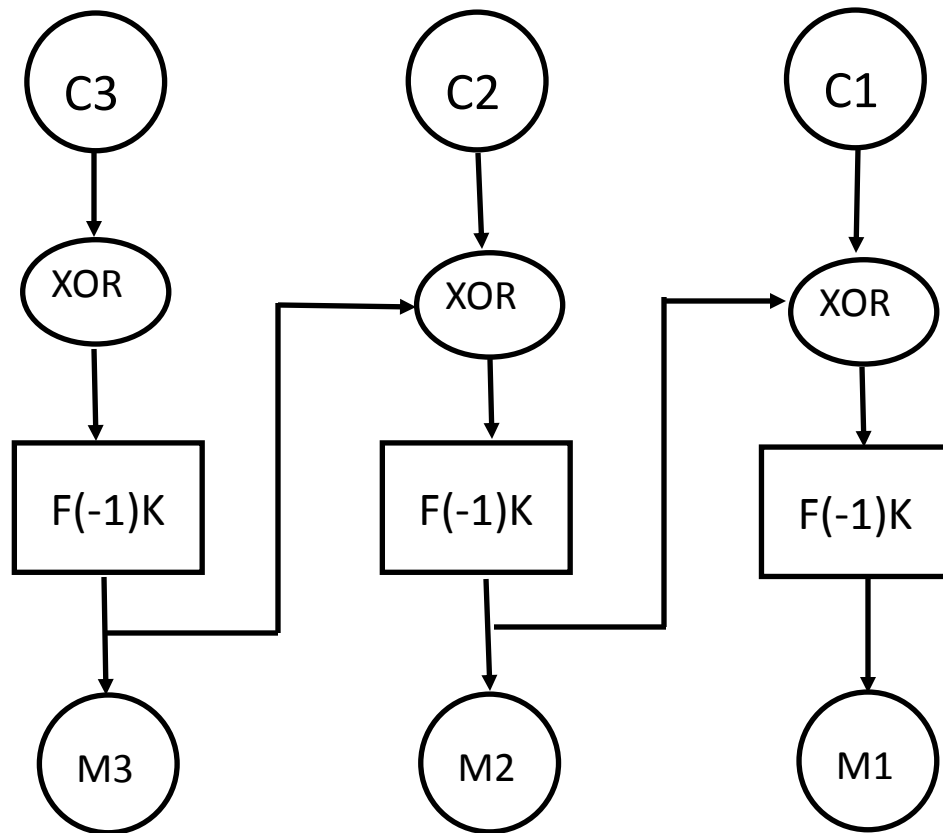 C3
C2
C1
XOR
XOR
XOR
F(-1)K
F(-1)K
F(-1)K
M3
M2
M1